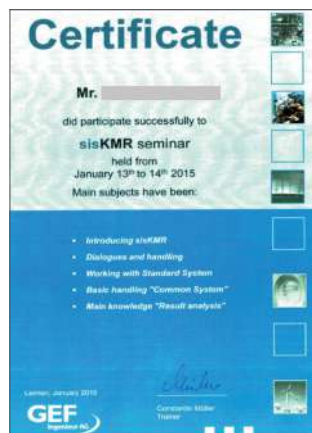 Certificate
Mr.
did participate successfully to
sisKMR seminar
held from
January 13th to 14th 2015
Main subjects have been:
• Introducing sisKMR
• Dialogues and handling
• Working with Standard System
• Basic handling "Common System"
• Main knowledge "Result analysis"
Leimen, January 2015
GEF
Ingenieur AG
Constantin Müller
Trainer